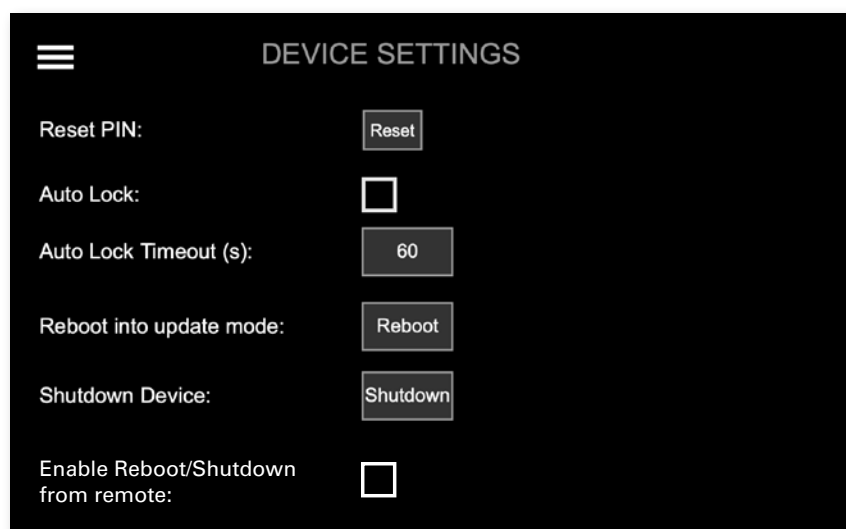 DEVICE SETTINGS
Reset PIN: Reset
Auto Lock:
Auto Lock Timeout (s): 60
Reboot into update mode: Reboot
Shutdown Device: Shutdown
Enable Reboot/Shutdown
from remote: